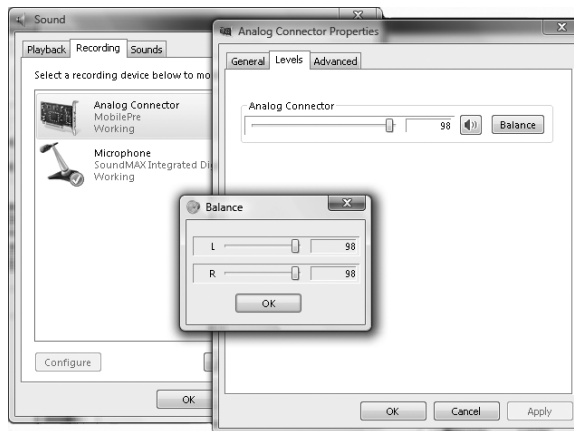 Sound
Playback Recording Sounds
Select a recording device below to mo
Analog Connector
MobilePre
Working
Microphone
SoundMAX Integrated Di
Working
Configure
OK
Analog Connector Properties
General Levels Advanced
Analog Connector
98 Balance
Balance
L 98
R 98
OK
OK Cancel Apply